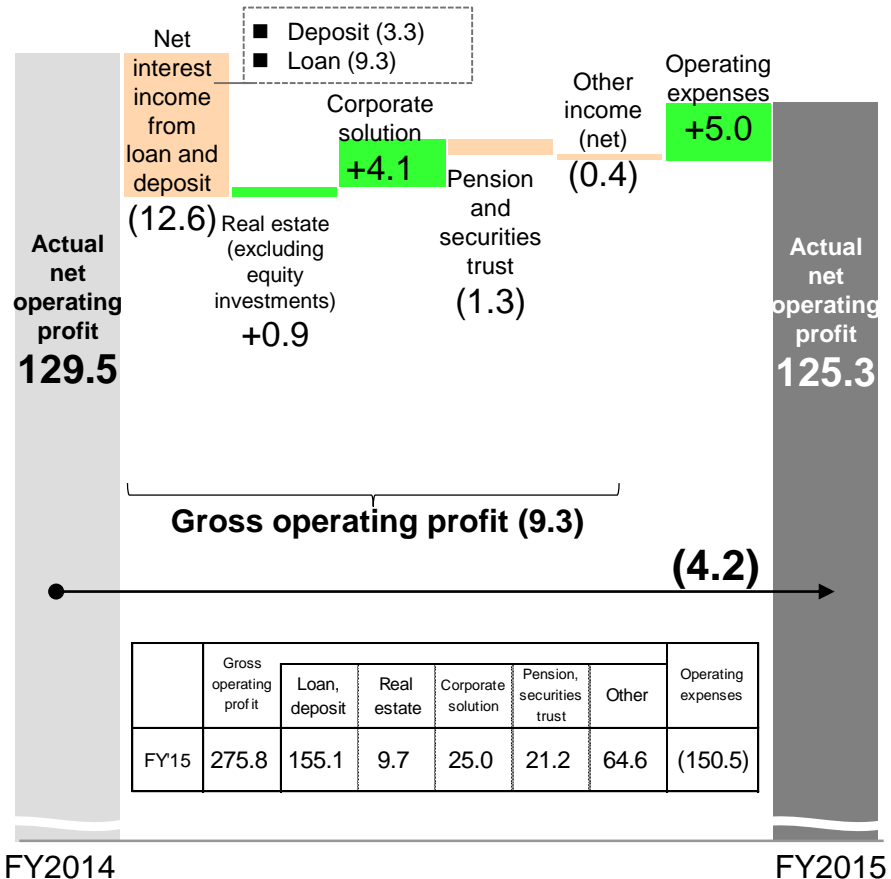 ■ Deposit (3.3)
■ Loan (9.3)
Net
interest
income
from
loan and
deposit
(12.6)
Real estate
(excluding
equity
investments)
+0.9
Corporate
solution
+4.1
Pension
and
securities
trust
(1.3)
Other
income
(net)
(0.4)
Operating
expenses
+5.0
Actual
net
operating
profit
129.5
Actual
net
operating
profit
125.3
Gross operating profit (9.3)
(4.2)
Gross
operating
profit
Loan,
deposit
Real
estate
Corporate
solution
Pension,
securities
trust
Other
Operating
expenses
FY'15 275.8 155.1 9.7 25.0 21.2 64.6 (150.5)
FY2014 FY2015